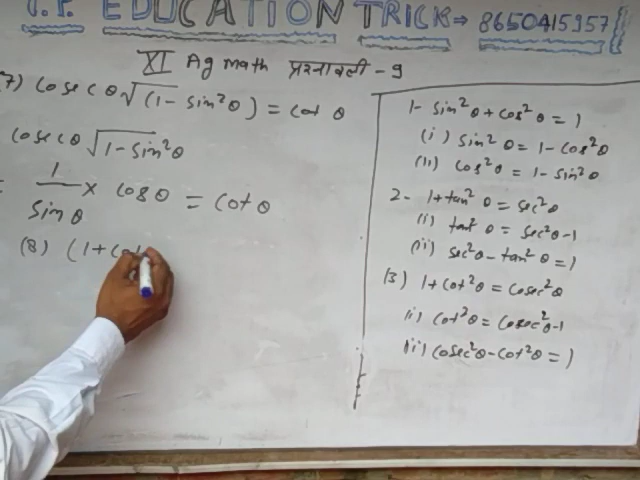 I.P. EDUCATION TRICK ⇒ 8650415957
XI Ag math प्रश्नावली - 9
(7) Cosec θ √(1 - Sin²θ) = Cot θ
Cosec θ √1 - Sin²θ
= 1/Sin θ × Cos θ = Cot θ
(8) (1+Cot
1- Sin²θ + Cos²θ = 1
(i) Sin²θ = 1 - Cos²θ
(ii) Cos²θ = 1 - Sin²θ
2- 1 + tan²θ = Sec²θ
(ii) tan²θ = Sec²θ - 1
(iii) Sec²θ - tan²θ = 1
(3) 1 + Cot²θ = Cosec²θ
(i) Cot²θ = Cosec²θ - 1
(ii) Cosec²θ - Cot²θ = 1